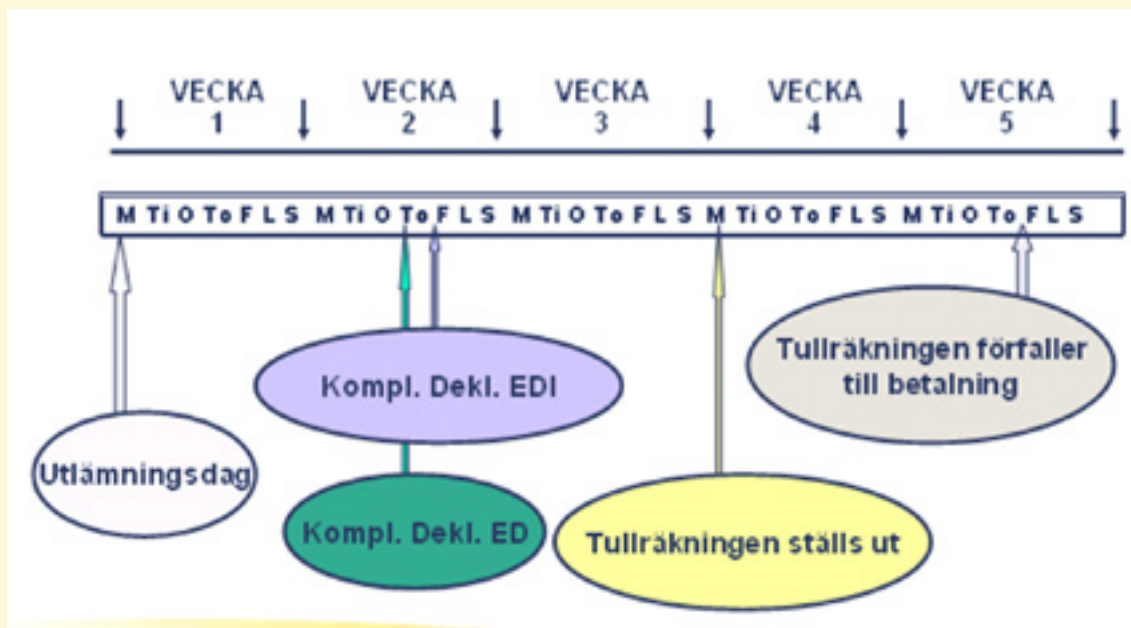 VECKA VECKA VECKA VECKA VECKA
1 2 3 4 5
M Ti O To F L S M Ti O To F L S M Ti O To F L S M Ti O To F L S M Ti O To F L S
Tullräkningen förfaller
till betalning
Kompl. Dekl. EDI
Utlämningsdag
Kompl. Dekl. ED
Tullräkningen ställs ut